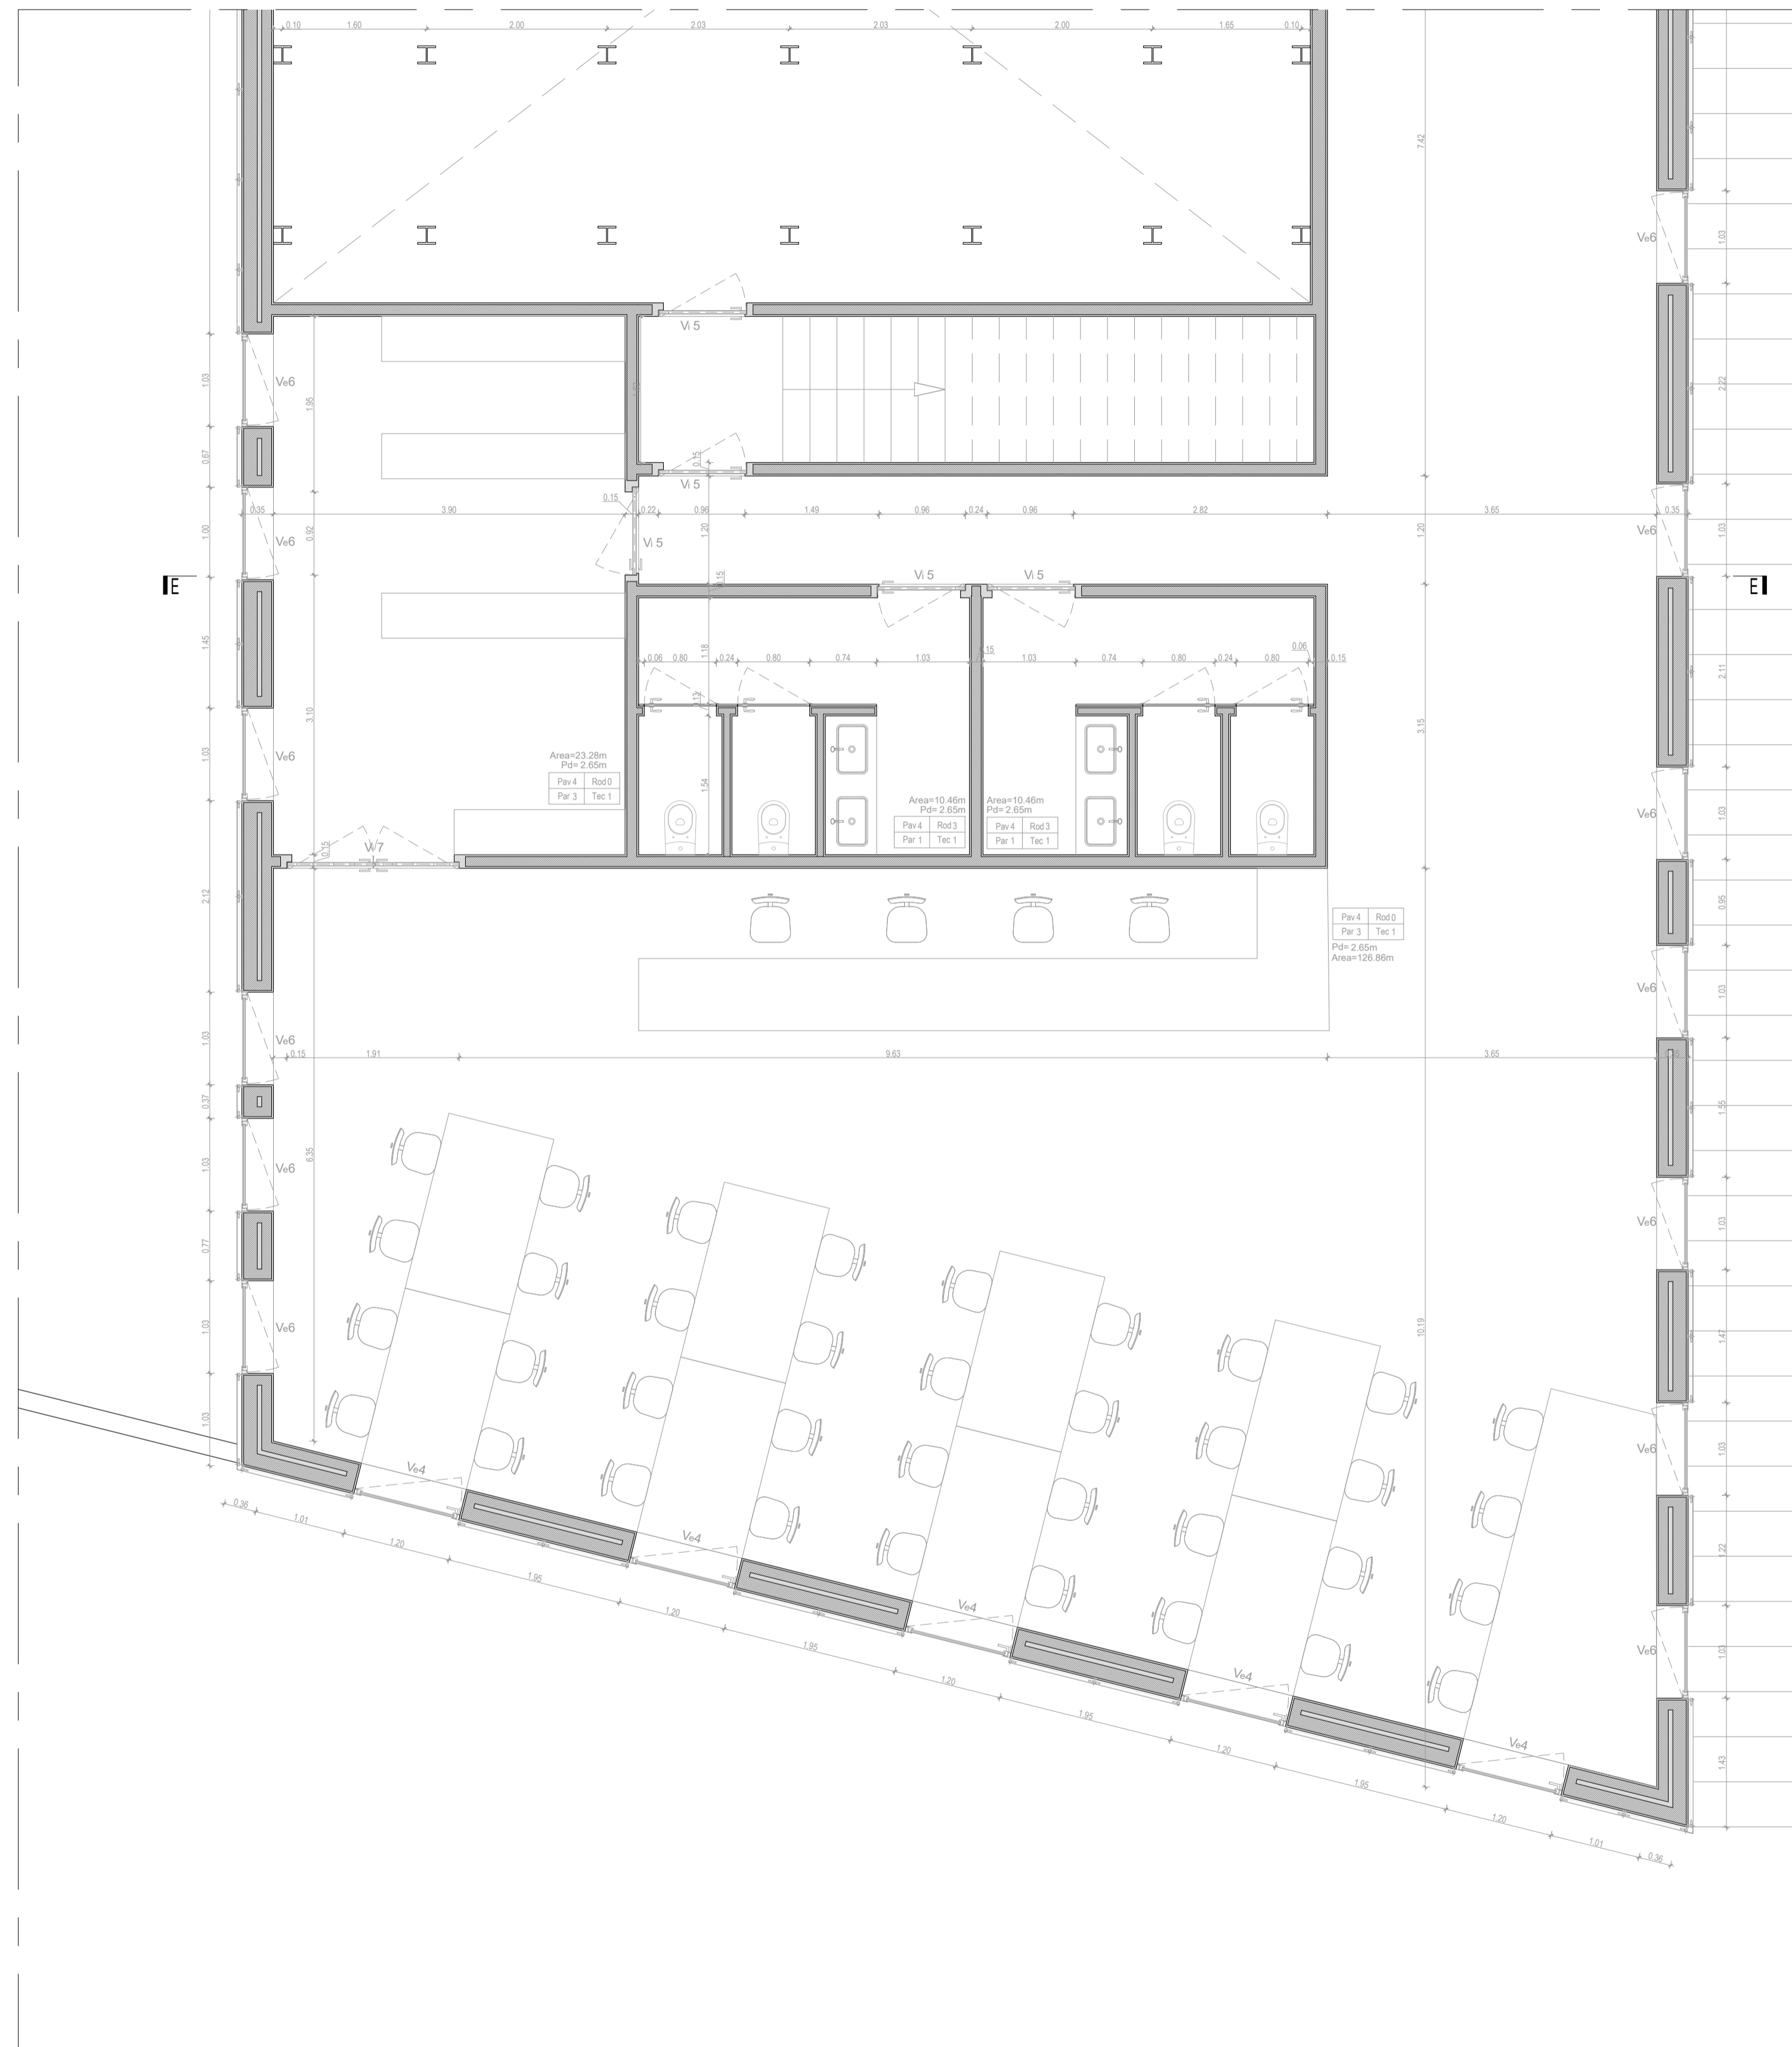 0.10 1.60 2.00 2.03 2.03 2.00 1.65 0.10
7.42
Ve6 1.03
Vi 5
Ve6
1.03 1.95
2.22
0.67
0.15
Vi 5
0.35 3.90 0.15 0.22 0.96 1.49 0.96 0.24 0.96 2.82 3.65 0.35
1.00 Ve6 0.92 Vi 5 1.20 1.20 Ve6 1.03
E E
0.15 Vi 5 Vi 5
1.45
1.18
0.06 0.80 0.24 0.80 0.74 1.03 0.15 1.03 0.74 0.80 0.24 0.80 0.06 0.15
2.11
3.10 0.13 3.15
1.03 Ve6
Area=23.28m
Pd= 2.65m
Pav 4 Rod 0
Par 3 Tec 1
1.54
Area=10.46m
Pd= 2.65m
Pav 4 Rod 3
Par 1 Tec 1
Area=10.46m
Pd= 2.65m
Pav 4 Rod 3
Par 1 Tec 1
Ve6 1.03
0.15 Vi 7
2.12
0.95
Pav 4 Rod 0
Par 3 Tec 1
Pd= 2.65m
Area=126.86m
Ve6 1.03
1.03 Ve6
0.15 1.91 9.63 3.65 0.35
0.37
1.55
1.03 Ve6 6.35
Ve6 1.03
0.77
1.03 Ve6
10.19
1.47
1.03
Ve6 1.03
Ve4
Ve4
Ve4
Ve4
Ve4
1.22
Ve6 1.03
1.43
0.36 1.01 1.20 1.95 1.20 1.95 1.20 1.95 1.20 1.95 1.20 1.01 0.36